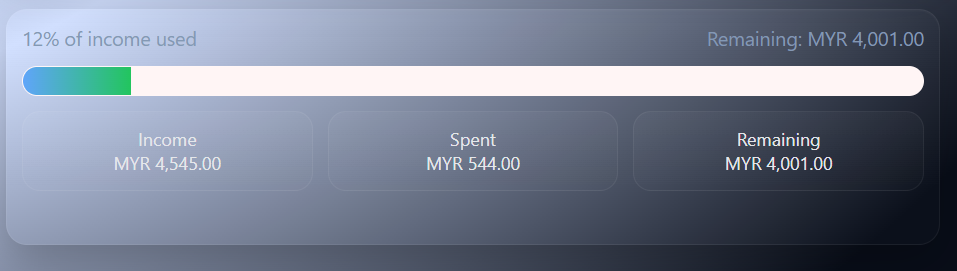 12% of income used
Remaining: MYR 4,001.00
Income
MYR 4,545.00
Spent
MYR 544.00
Remaining
MYR 4,001.00